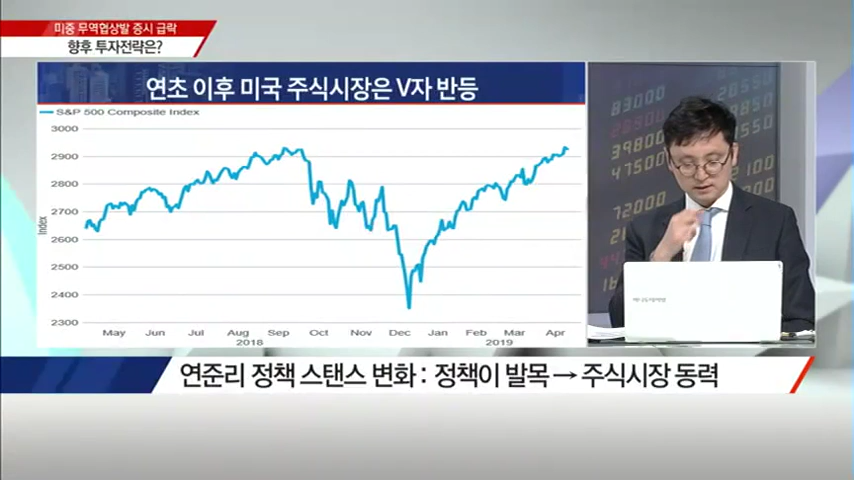 미중 무역협상발 증시 급락
향후 투자전략은?
연초 이후 미국 주식시장은 V자 반등
S&P 500 Composite Index
3000
2900
2800
2700
2600
2500
2400
2300
Index
May Jun Jul Aug Sep Oct Nov Dec Jan Feb Mar Apr
2018 2019
83000
39800
47500
72000
연준리 정책 스탠스 변화 : 정책이 발목 → 주식시장 동력